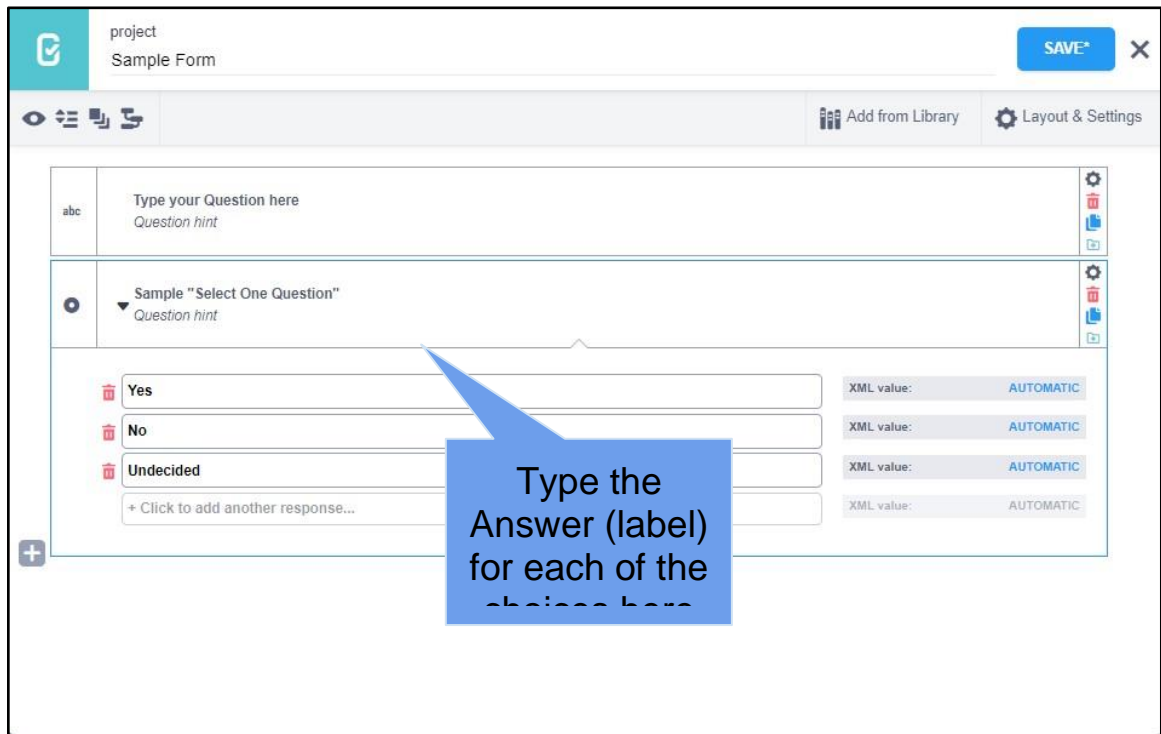 project
Sample Form
SAVE*
Add from Library
Layout & Settings
abc
Type your Question here
Question hint
Sample "Select One Question"
Question hint
Yes
XML value: AUTOMATIC
No
XML value: AUTOMATIC
Undecided
XML value: AUTOMATIC
+ Click to add another response...
XML value: AUTOMATIC
Type the
Answer (label)
for each of the
choices here